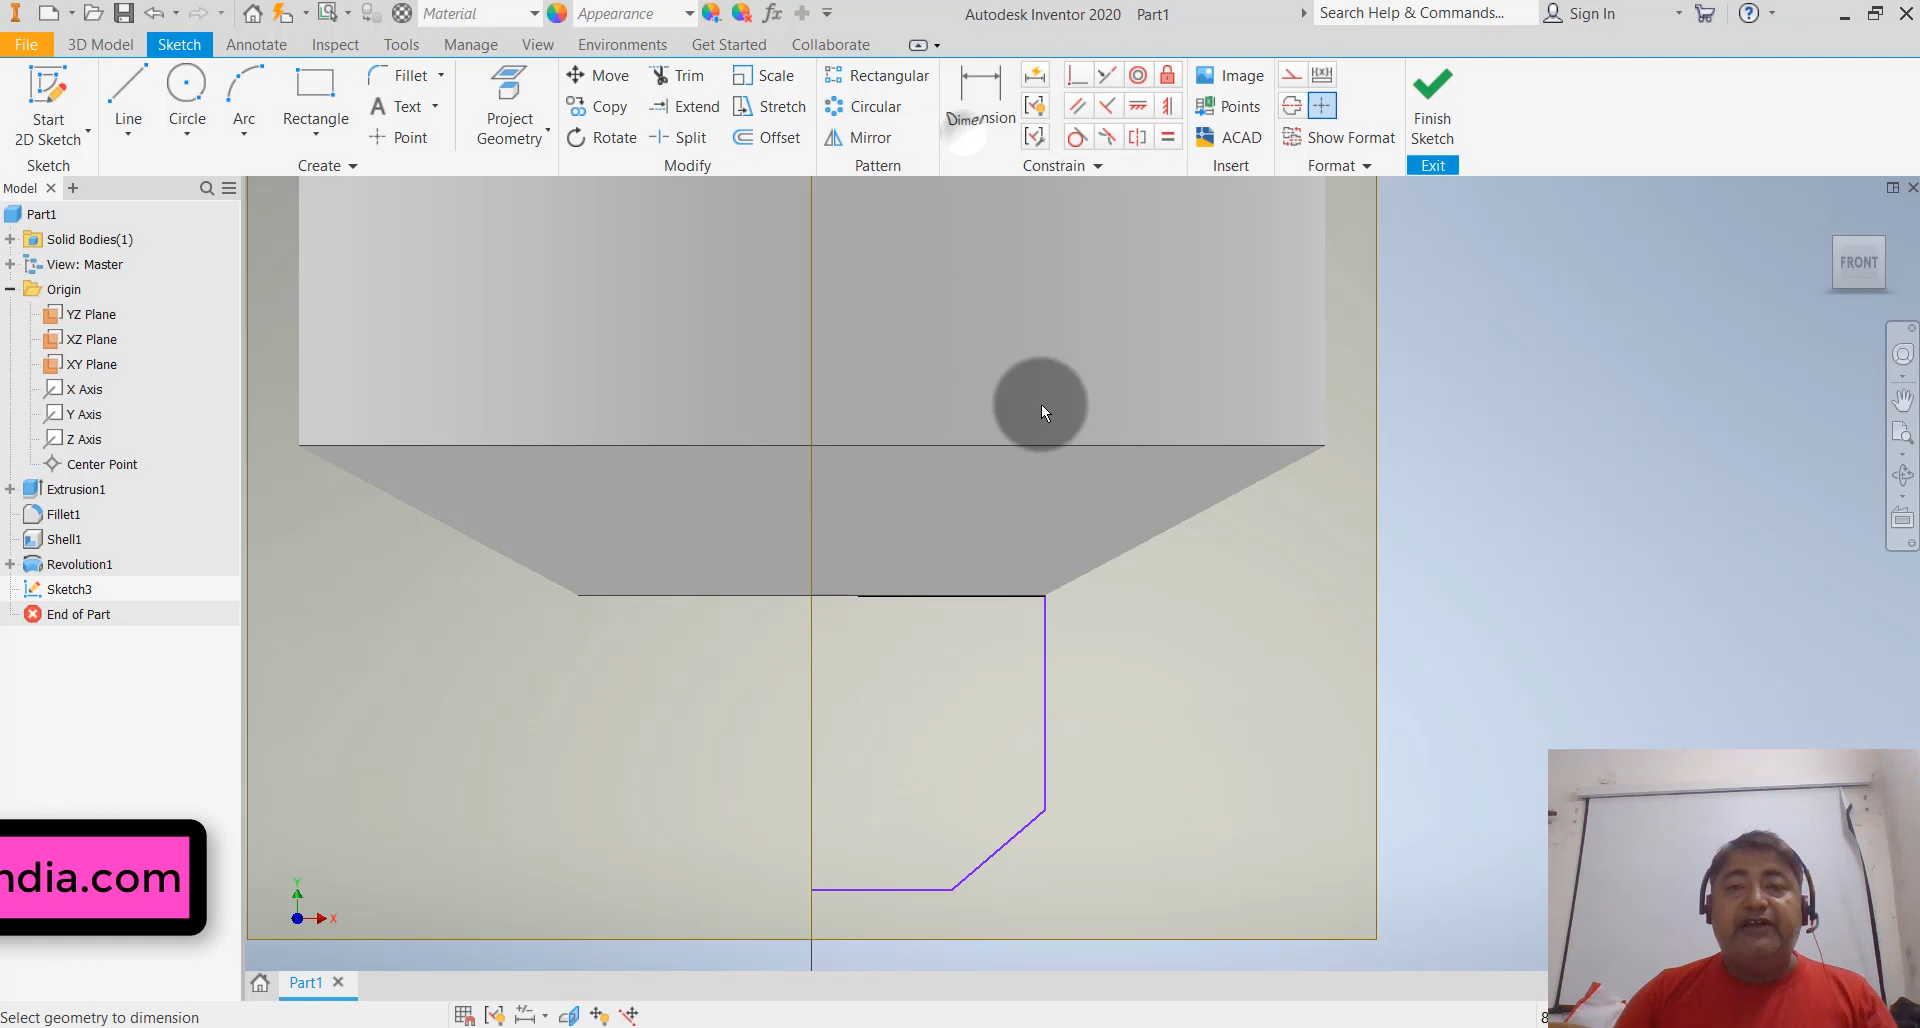 Material
Appearance
Autodesk Inventor 2020 Part1
Search Help & Commands...
Sign In
File 3D Model Sketch Annotate Inspect Tools Manage View Environments Get Started Collaborate
Start
2D Sketch
Line
Circle
Arc
Rectangle
Fillet
Text
Point
Project
Geometry
Move
Copy
Rotate
Trim
Extend
Split
Scale
Stretch
Offset
Rectangular
Circular
Mirror
Dimension
Image
Points
ACAD
Show Format
Finish
Sketch
Sketch
Create
Modify
Pattern
Constrain
Insert
Format
Exit
Model
Part1
Solid Bodies(1)
View: Master
Origin
YZ Plane
XZ Plane
XY Plane
X Axis
Y Axis
Z Axis
Center Point
Extrusion1
Fillet1
Shell1
Revolution1
Sketch3
End of Part
FRONT
ndia.com
Y
X
Part1
Select geometry to dimension
8